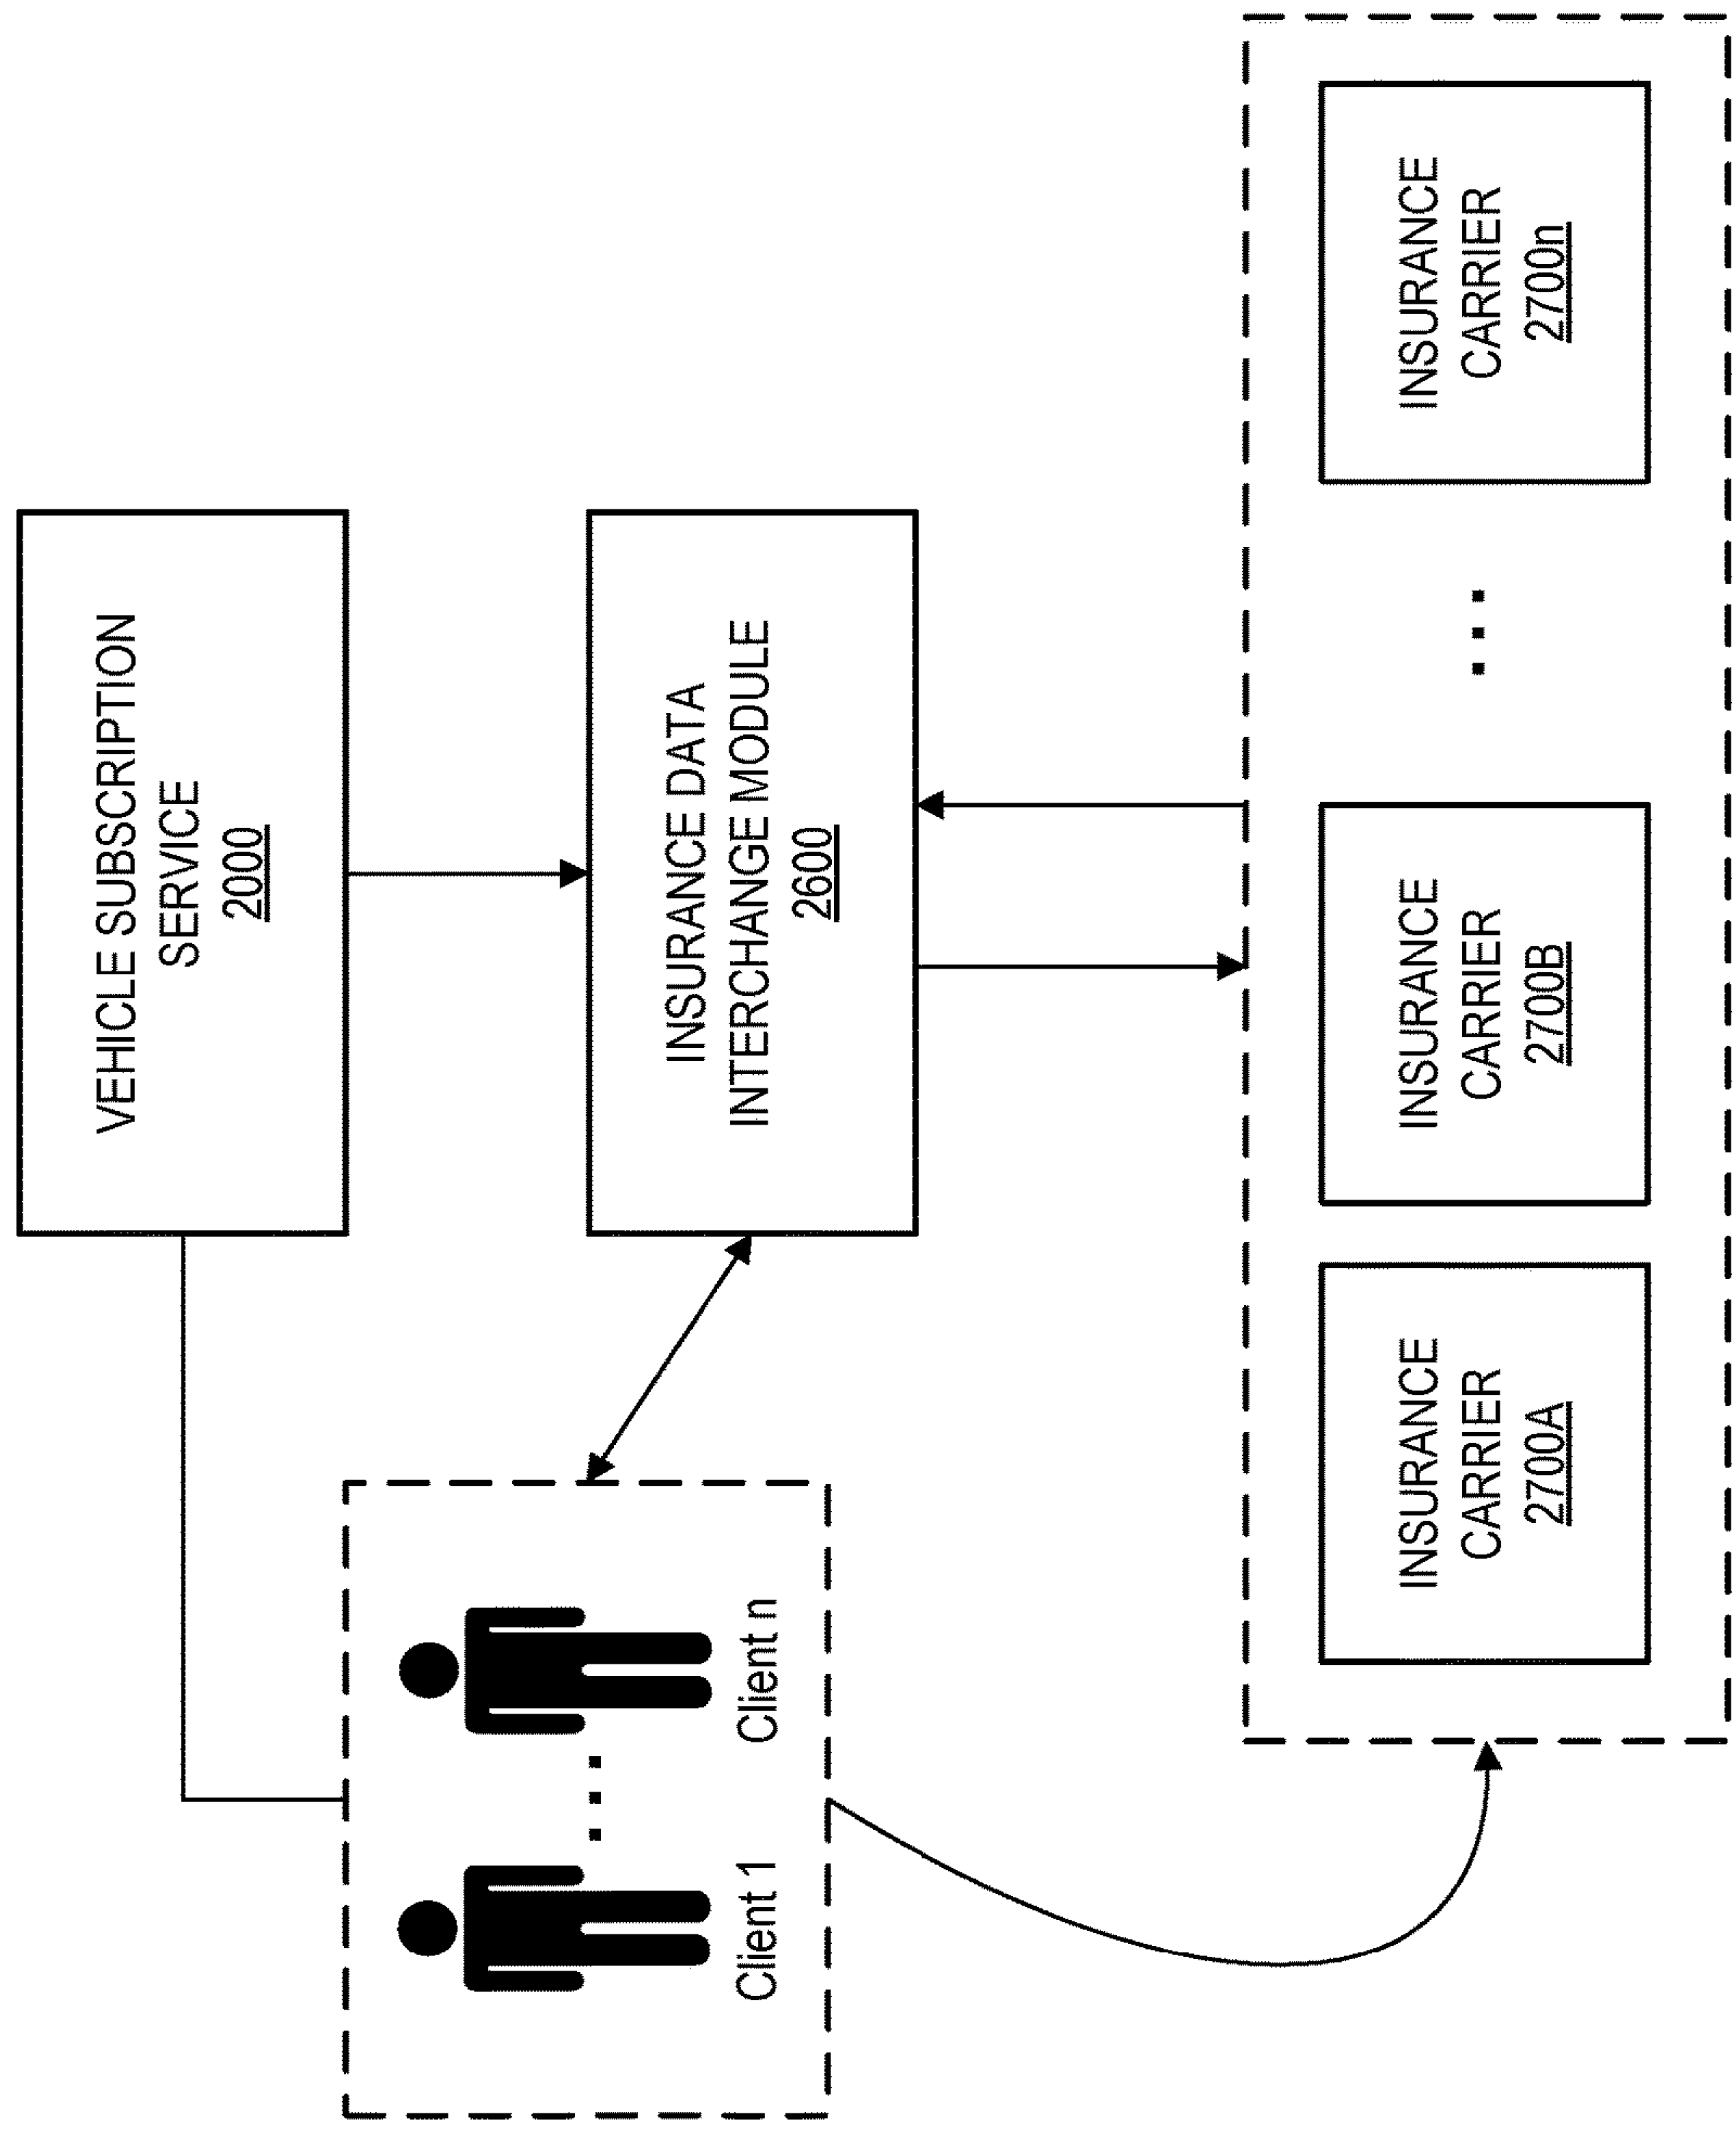 VEHICLE SUBSCRIPTION
SERVICE
2000
INSURANCE DATA
INTERCHANGE MODULE
2600
Client 1
Client n
INSURANCE
CARRIER
2700A
INSURANCE
CARRIER
2700B
INSURANCE
CARRIER
2700n